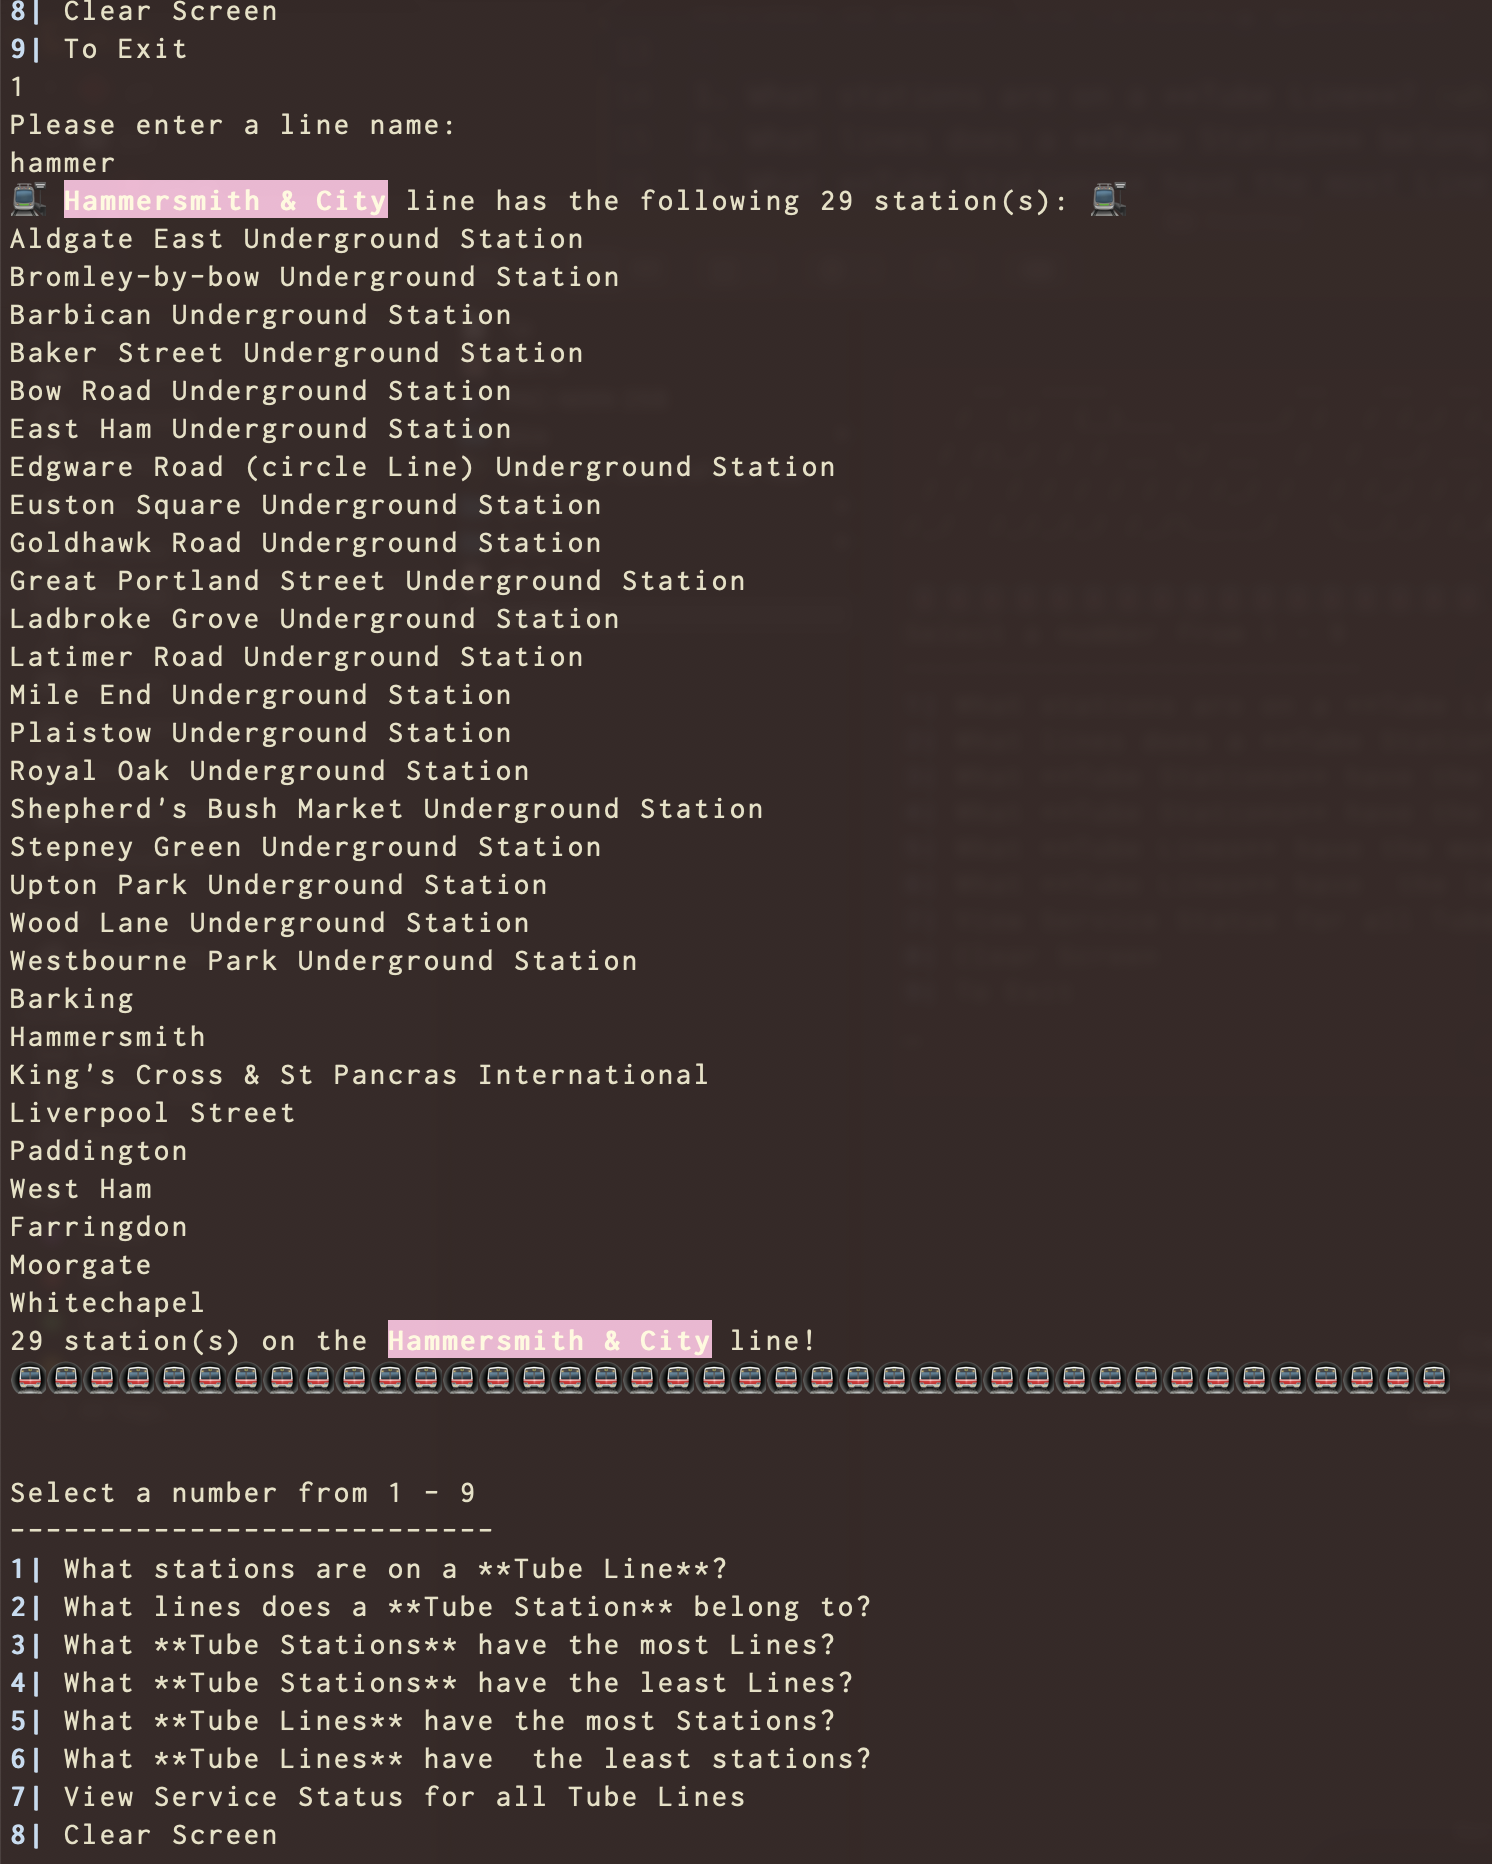 8| Clear Screen
9| To Exit
1
Please enter a line name:
hammer
Hammersmith & City line has the following 29 station(s):
Aldgate East Underground Station
Bromley-by-bow Underground Station
Barbican Underground Station
Baker Street Underground Station
Bow Road Underground Station
East Ham Underground Station
Edgware Road (circle Line) Underground Station
Euston Square Underground Station
Goldhawk Road Underground Station
Great Portland Street Underground Station
Ladbroke Grove Underground Station
Latimer Road Underground Station
Mile End Underground Station
Plaistow Underground Station
Royal Oak Underground Station
Shepherd's Bush Market Underground Station
Stepney Green Underground Station
Upton Park Underground Station
Wood Lane Underground Station
Westbourne Park Underground Station
Barking
Hammersmith
King's Cross & St Pancras International
Liverpool Street
Paddington
West Ham
Farringdon
Moorgate
Whitechapel
29 station(s) on the Hammersmith & City line!
Select a number from 1 - 9
---------------------------
1| What stations are on a **Tube Line**?
2| What lines does a **Tube Station** belong to?
3| What **Tube Stations** have the most Lines?
4| What **Tube Stations** have the least Lines?
5| What **Tube Lines** have the most Stations?
6| What **Tube Lines** have  the least stations?
7| View Service Status for all Tube Lines
8| Clear Screen